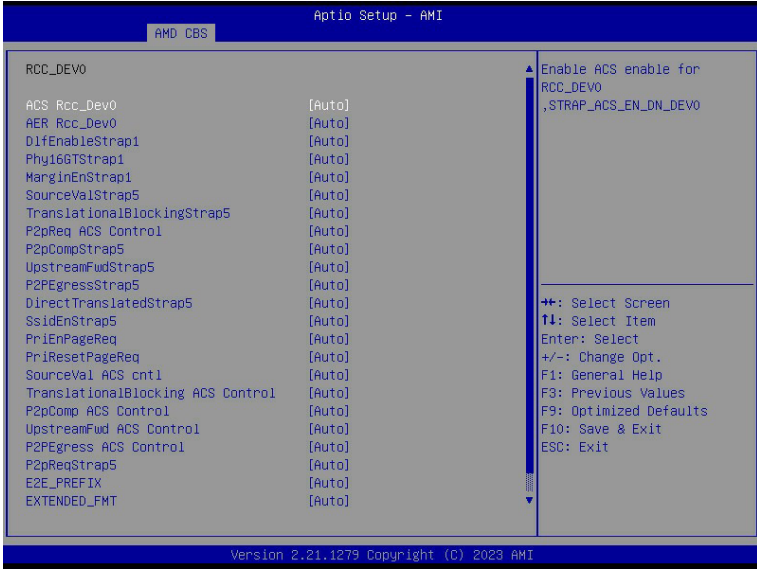 Aptio Setup – AMI
AMD CBS
RCC_DEV0
ACS Rcc_Dev0 [Auto]
AER Rcc_Dev0 [Auto]
DlfEnableStrap1 [Auto]
Phy16GTStrap1 [Auto]
MarginEnStrap1 [Auto]
SourceValStrap5 [Auto]
TranslationalBlockingStrap5 [Auto]
P2pReq ACS Control [Auto]
P2pCompStrap5 [Auto]
UpstreamFwdStrap5 [Auto]
P2PEgressStrap5 [Auto]
DirectTranslatedStrap5 [Auto]
SsidEnStrap5 [Auto]
PriEnPageReq [Auto]
PriResetPageReq [Auto]
SourceVal ACS cntl [Auto]
TranslationalBlocking ACS Control [Auto]
P2pComp ACS Control [Auto]
UpstreamFwd ACS Control [Auto]
P2PEgress ACS Control [Auto]
P2pReqStrap5 [Auto]
E2E_PREFIX [Auto]
EXTENDED_FMT [Auto]
Enable ACS enable for
RCC_DEV0
,STRAP_ACS_EN_DN_DEV0
→←: Select Screen
↑↓: Select Item
Enter: Select
+/-: Change Opt.
F1: General Help
F3: Previous Values
F9: Optimized Defaults
F10: Save & Exit
ESC: Exit
Version 2.21.1279 Copyright (C) 2023 AMI